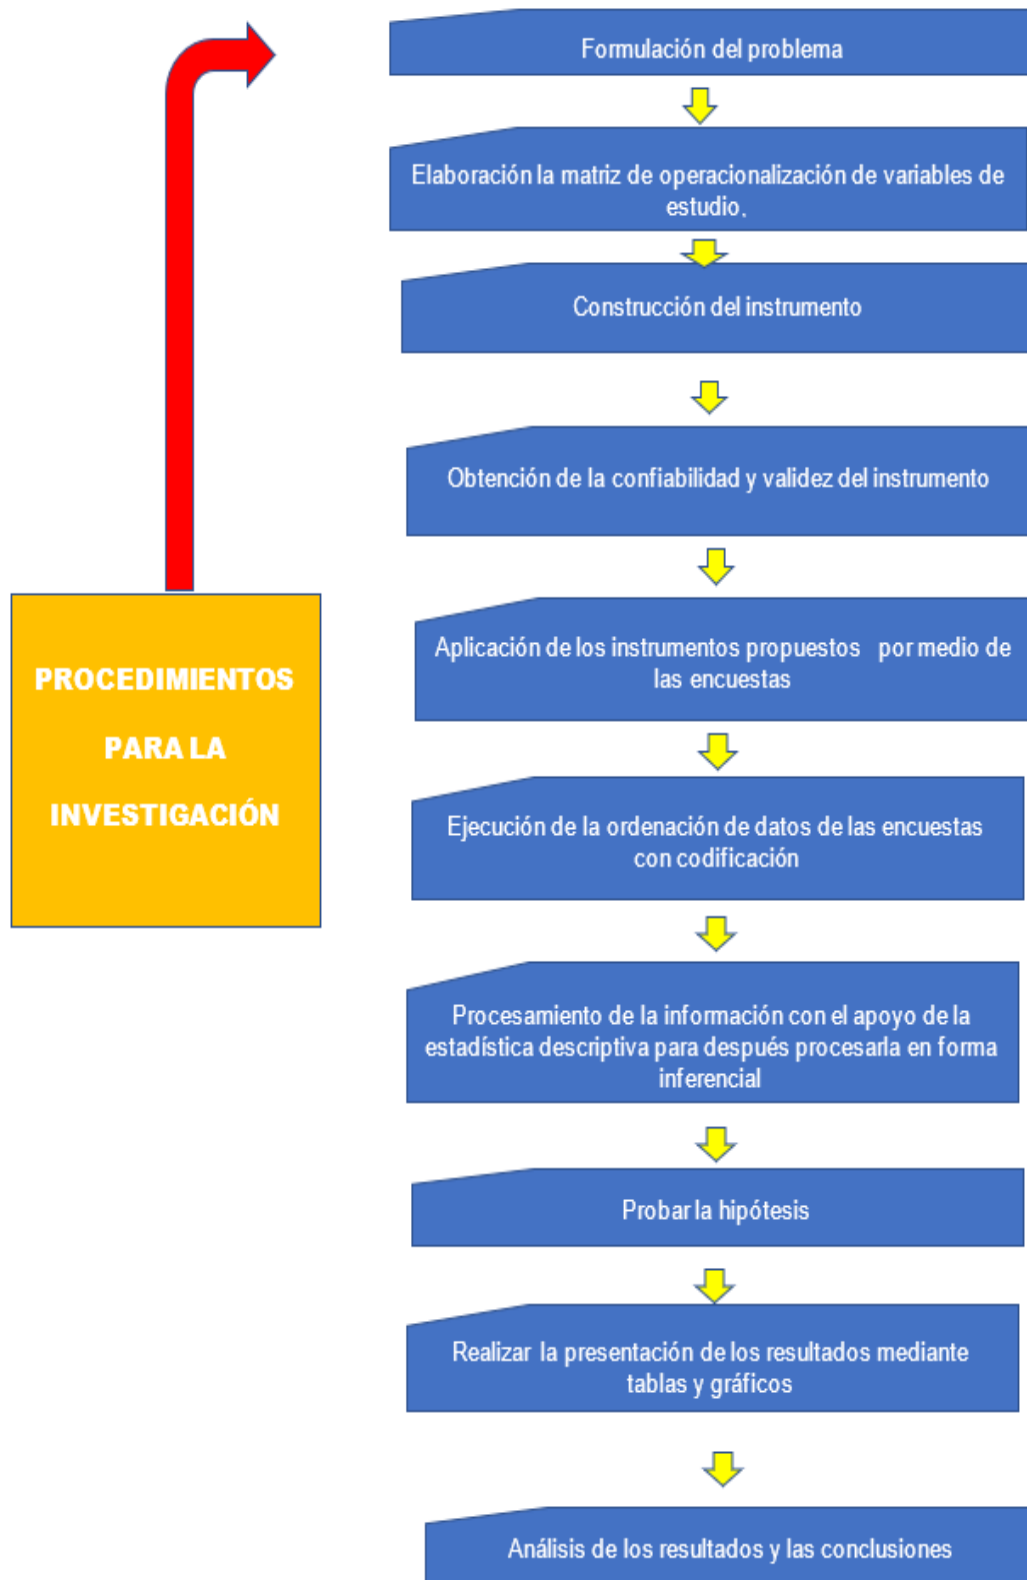 Formulación del problema
Elaboración la matriz de operacionalización de variables de
estudio.
Construcción del instrumento
Obtención de la confiabilidad y validez del instrumento
PROCEDIMIENTOS
PARA LA
INVESTIGACIÓN
Aplicación de los instrumentos propuestos por medio de
las encuestas
Ejecución de la ordenación de datos de las encuestas
con codificación
Procesamiento de la información con el apoyo de la
estadística descriptiva para después procesarla en forma
inferencial
Probar la hipótesis
Realizar la presentación de los resultados mediante
tablas y gráficos
Análisis de los resultados y las conclusiones